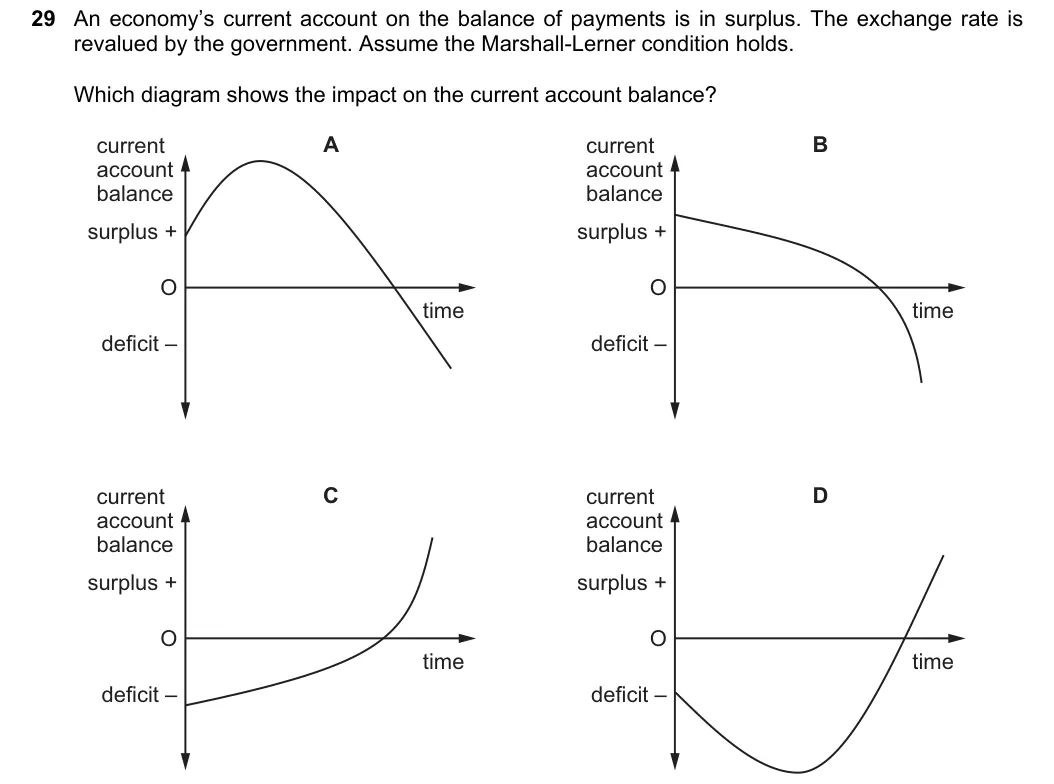 29 An economy’s current account on the balance of payments is in surplus. The exchange rate is
revalued by the government. Assume the Marshall-Lerner condition holds.
Which diagram shows the impact on the current account balance?
A
current
account
balance
surplus +
O
time
deficit –
B
current
account
balance
surplus +
O
time
deficit –
C
current
account
balance
surplus +
O
time
deficit –
D
current
account
balance
surplus +
O
time
deficit –